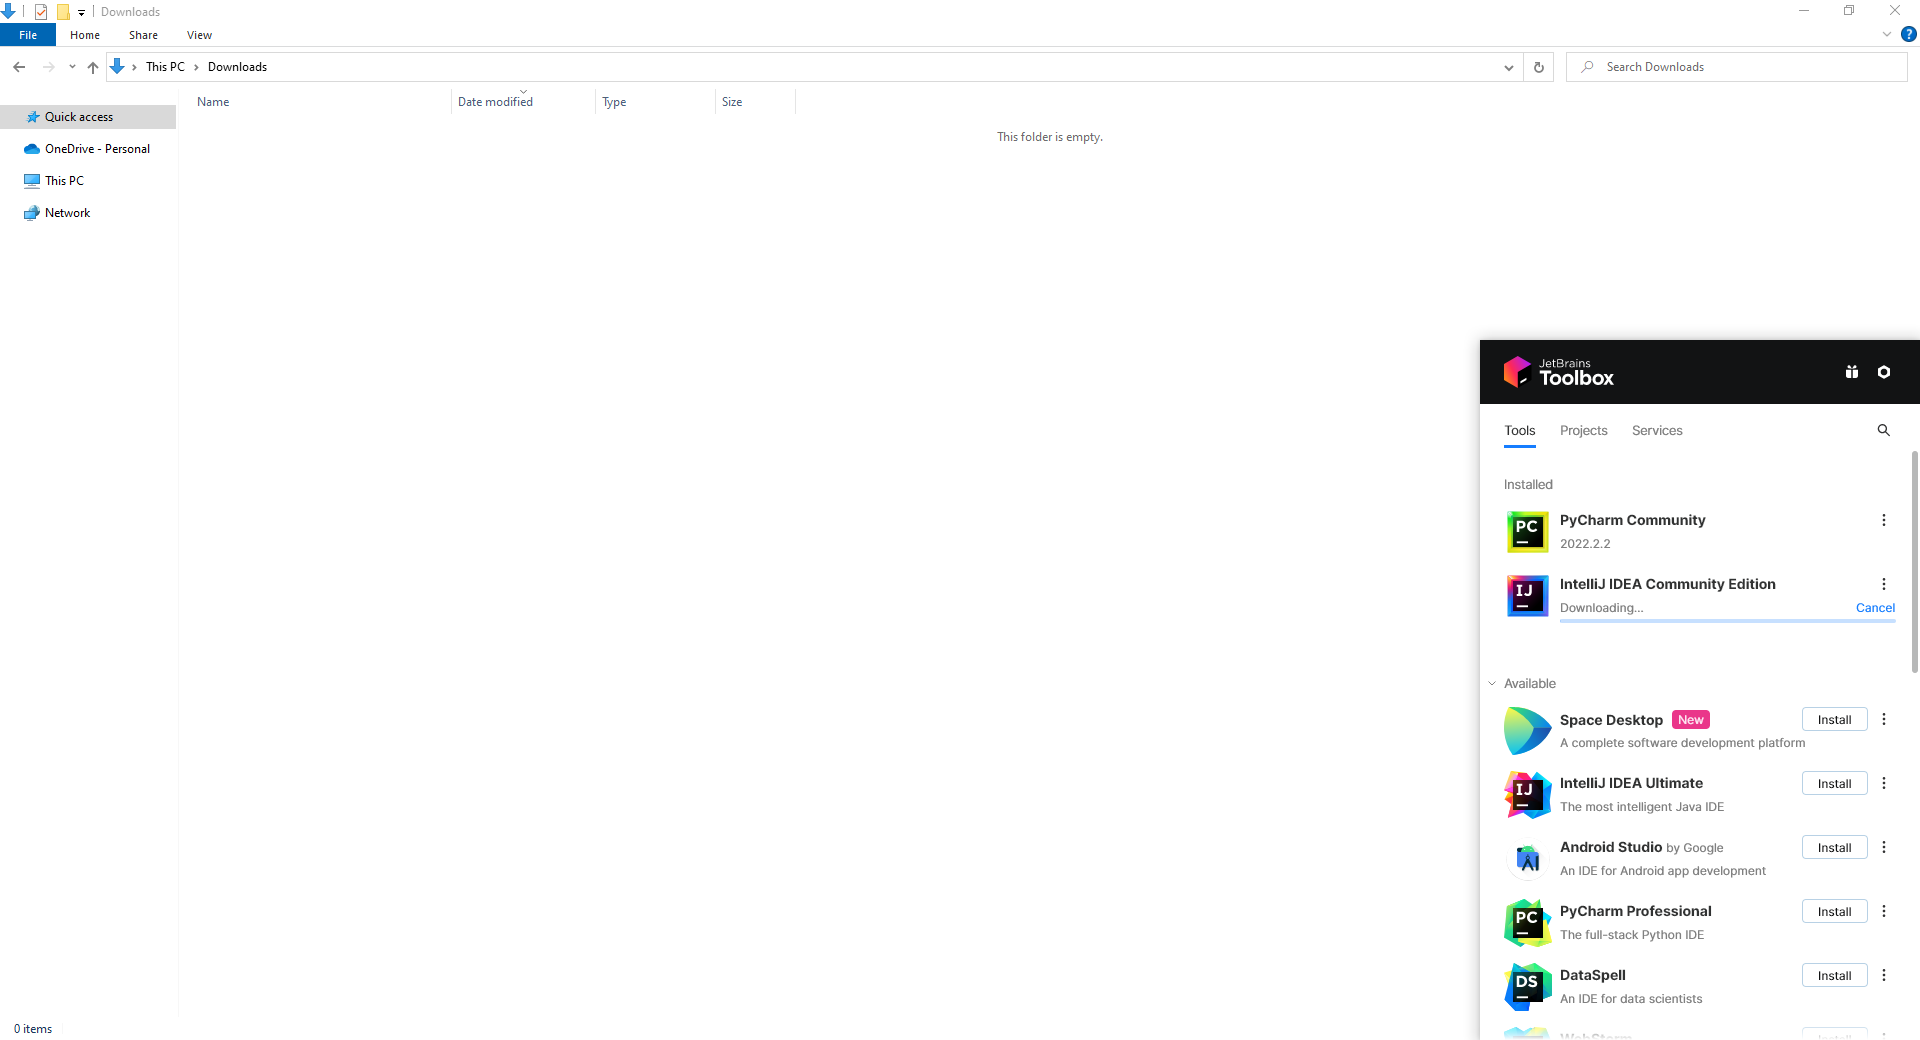 Downloads
File Home Share View
This PC Downloads
Search Downloads
Name Date modified Type Size
This folder is empty.
Quick access
OneDrive - Personal
This PC
Network
0 items
JetBrains
Toolbox
Tools Projects Services
Installed
PC
PyCharm Community
2022.2.2
IJ
IntelliJ IDEA Community Edition
Downloading... Cancel
Available
Space Desktop New Install
A complete software development platform
IJ
IntelliJ IDEA Ultimate Install
The most intelligent Java IDE
Android Studio by Google Install
An IDE for Android app development
PC
PyCharm Professional Install
The full-stack Python IDE
DS
DataSpell Install
An IDE for data scientists
WebStorm Install